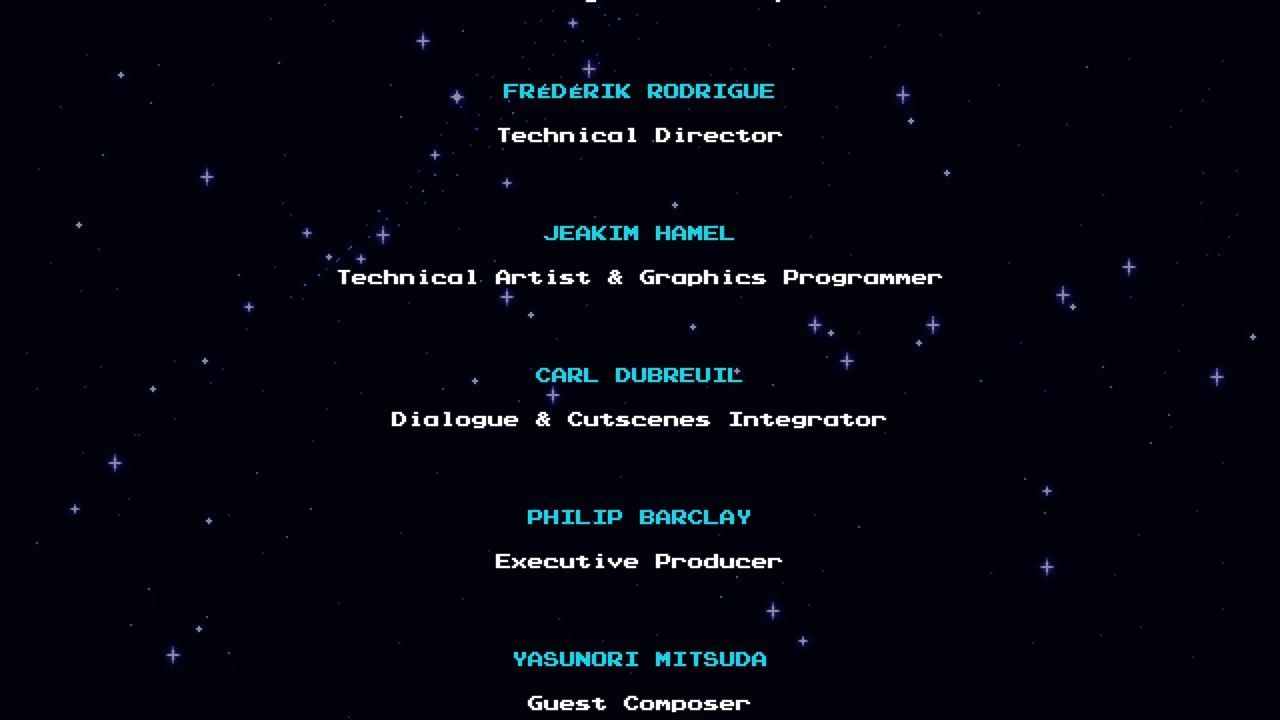 FRéDéRIK RODRIGUE
Technical Director
JEAKIM HAMEL
Technical Artist & Graphics Programmer
CARL DUBREUIL
Dialogue & Cutscenes Integrator
PHILIP BARCLAY
Executive Producer
YASUNORI MITSUDA
Guest Composer